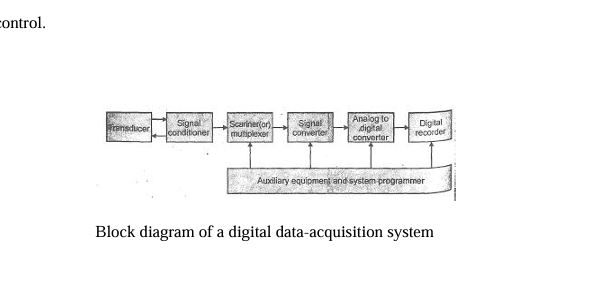 control.
Transducer
Signal
conditioner
Scanner(or)
multiplexer
Signal
converter
Analog to
digital
converter
Digital
recorder
Auxiliary equipment and system programmer
Block diagram of a digital data-acquisition system